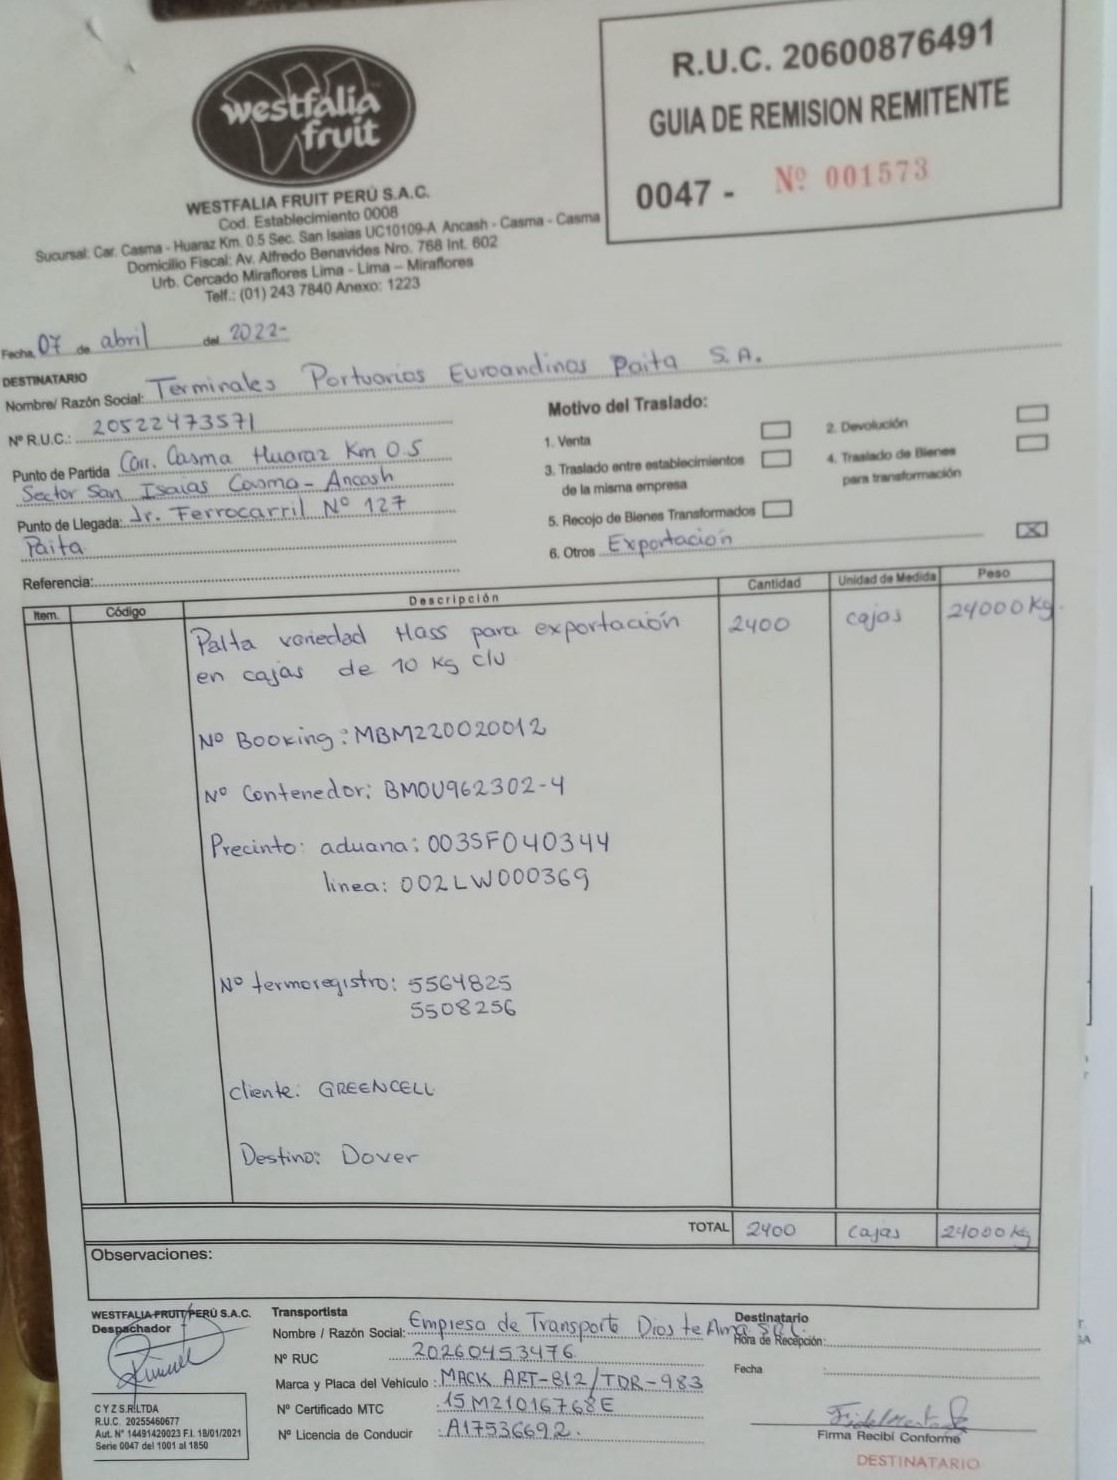 westfalia
fruit
WESTFALIA FRUIT PERÚ S.A.C.
Cod. Establecimiento 0008
Sucursal: Car. Casma - Huaraz Km. 0.5 Sec. San Isaias UC10109-A Ancash - Casma - Casma
Domicilio Fiscal: Av. Alfredo Benavides Nro. 768 Int. 602
Urb. Cercado Miraflores Lima - Lima – Miraflores
Telf.: (01) 243 7840 Anexo: 1223
R.U.C. 20600876491
GUIA DE REMISION REMITENTE
0047 - Nº 001573
Fecha, 07 de abril del 2022-
DESTINATARIO
Nombre/ Razón Social: Terminales Portuarios Euroandinos Paita S.A.
Nº R.U.C.: 20522473571
Punto de Partida Carr. Casma Huaraz Km 0.5
Sector San Isaias Casma - Ancash
Punto de Llegada: Jr. Ferrocarril Nº 127
Paita
Referencia:
Motivo del Traslado:
1. Venta
2. Devolución
3. Traslado entre establecimientos
de la misma empresa
4. Traslado de Bienes
para transformación
5. Recojo de Bienes Transformados
6. Otros Exportación X
Item. Código Descripción Cantidad Unidad de Medida Peso
Palta variedad Hass para exportación 2400 cajas 24000 Kg.
en cajas de 10 kg c/u
Nº Booking: MBM220020012
Nº Contenedor: BMOU962302-4
Precinto: aduana: 003SF040344
linea: 002LW000369
Nº termoregistro: 5564825
5508256
cliente: GREENCELL
Destino: Dover
TOTAL 2400 cajas 24000 Kg
Observaciones:
WESTFALIA FRUIT PERÚ S.A.C.
Despachador
C Y Z S.R.LTDA
R.U.C. 20255460677
Aut. N° 14491420023 F.I. 18/01/2021
Serie 0047 del 1001 al 1850
Transportista
Nombre / Razón Social: Empresa de Transporte Dios te Ama S.R.L.
Nº RUC 20260453476
Marca y Placa del Vehículo : MACK ART-812/TDR-983
Nº Certificado MTC : 15M21016768E
Nº Licencia de Conducir : A17536692.
Destinatario
Hora de Recepción:
Fecha :
Firma Recibí Conforme
DESTINATARIO